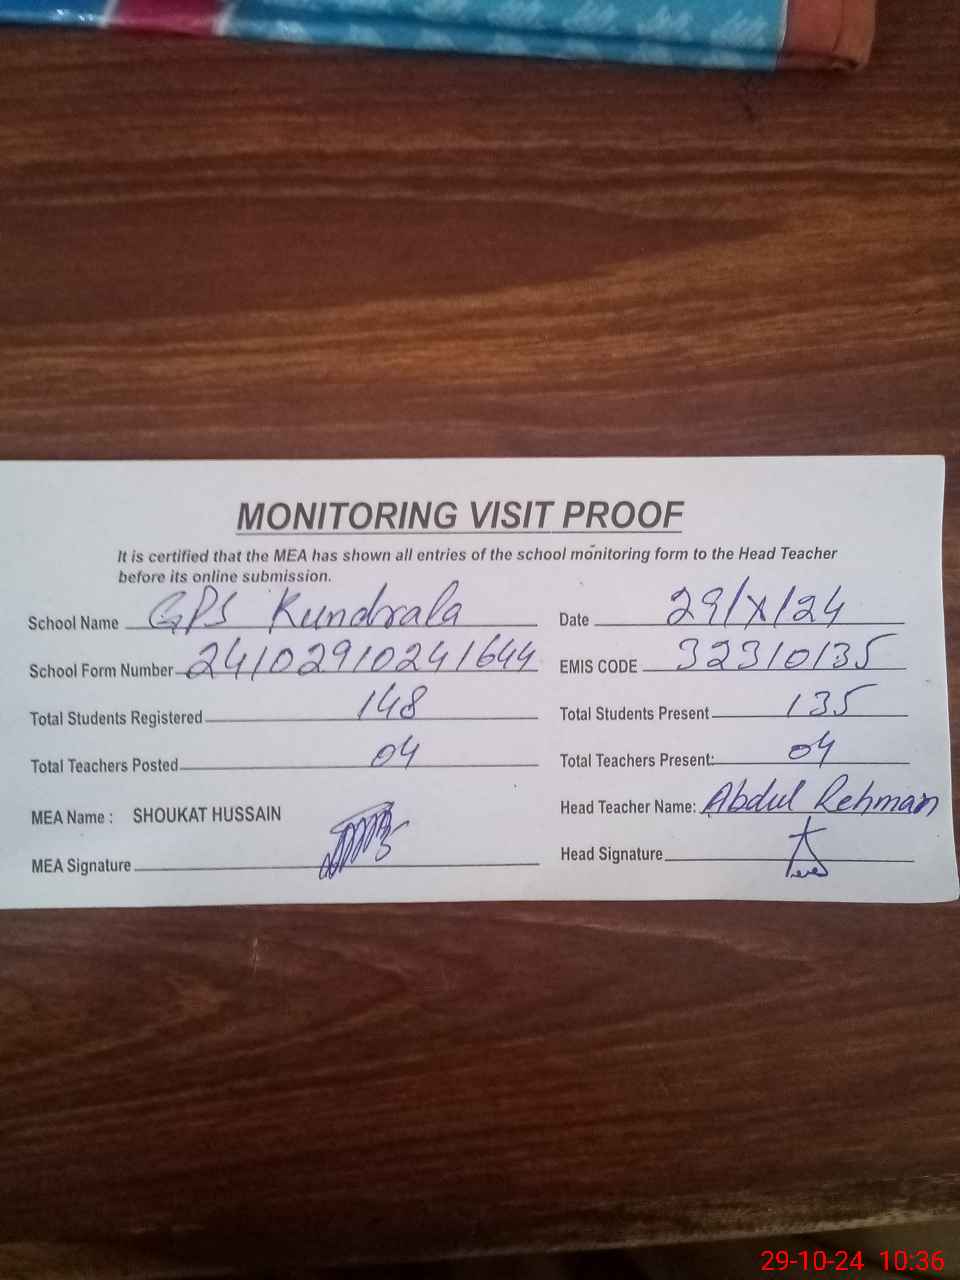 MONITORING VISIT PROOF
It is certified that the MEA has shown all entries of the school monitoring form to the Head Teacher
before its online submission.
School Name GPS Kundrala Date 29/X/24
School Form Number 2410290241644 EMIS CODE 32310135
Total Students Registered 148 Total Students Present 135
Total Teachers Posted 04 Total Teachers Present: 04
MEA Name : SHOUKAT HUSSAIN Head Teacher Name: Abdul Rehman
MEA Signature Head Signature
29-10-24 10:36